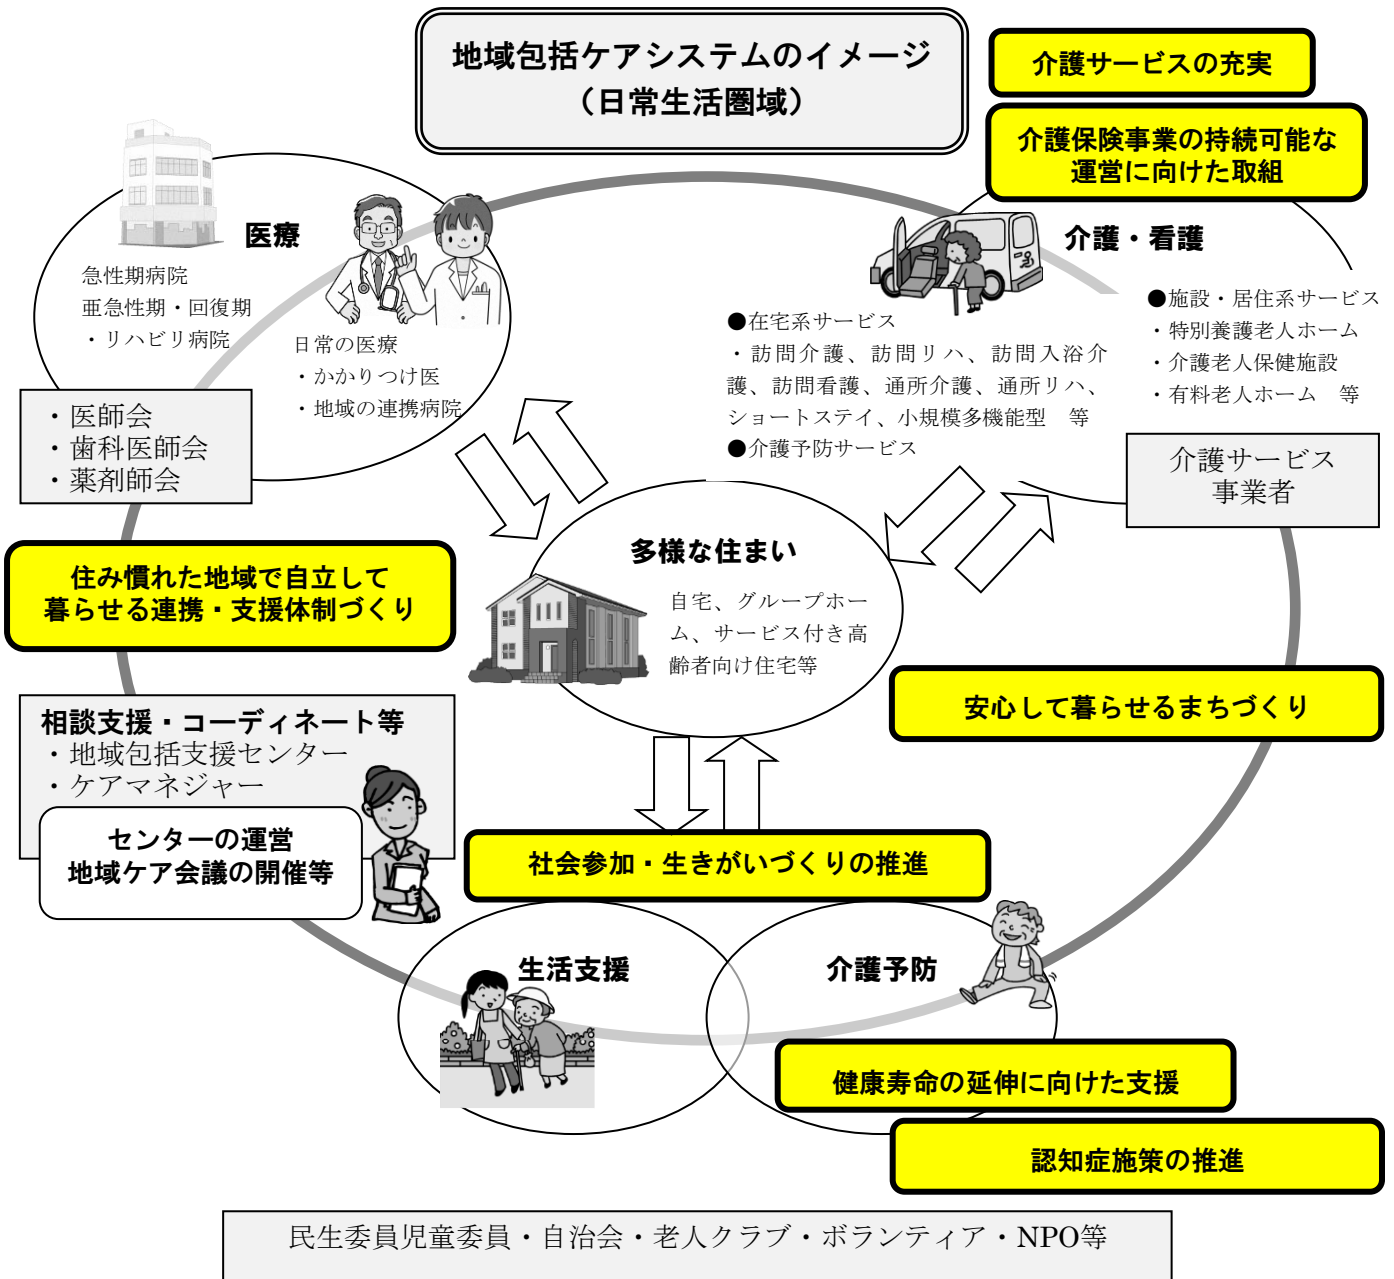 地域包括ケアシステムのイメージ
（日常生活圏域）
介護サービスの充実
介護保険事業の持続可能な
運営に向けた取組
医療
急性期病院
亜急性期・回復期
・リハビリ病院
日常の医療
・かかりつけ医
・地域の連携病院
・医師会
・歯科医師会
・薬剤師会
介護・看護
●在宅系サービス
・訪問介護、訪問リハ、訪問入浴介
護、訪問看護、通所介護、通所リハ、
ショートステイ、小規模多機能型　等
●介護予防サービス
●施設・居住系サービス
・特別養護老人ホーム
・介護老人保健施設
・有料老人ホーム　等
介護サービス
事業者
多様な住まい
自宅、グループホー
ム、サービス付き高
齢者向け住宅等
住み慣れた地域で自立して
暮らせる連携・支援体制づくり
安心して暮らせるまちづくり
相談支援・コーディネート等
・地域包括支援センター
・ケアマネジャー
センターの運営
地域ケア会議の開催等
社会参加・生きがいづくりの推進
生活支援
介護予防
健康寿命の延伸に向けた支援
認知症施策の推進
民生委員児童委員・自治会・老人クラブ・ボランティア・NPO等